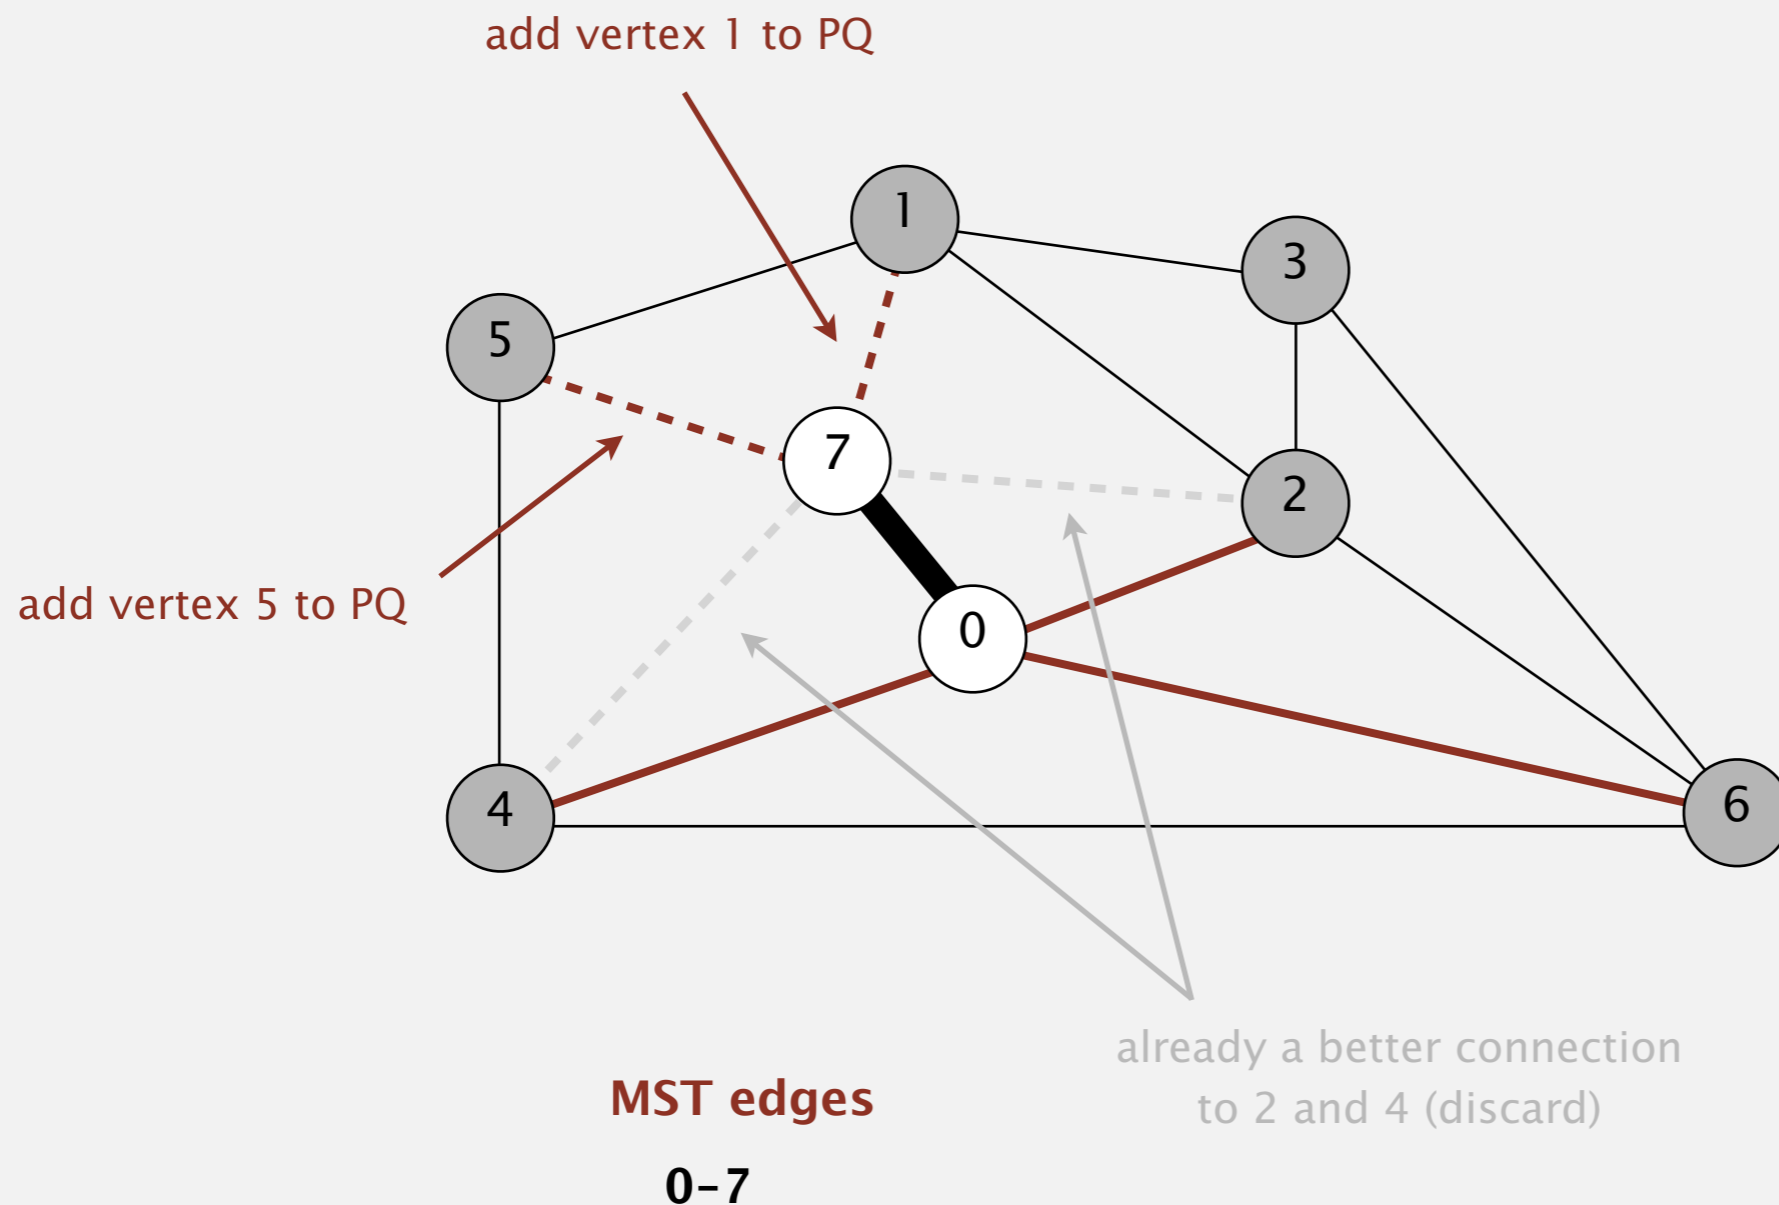 add vertex 1 to PQ
1
3
5
7
2
add vertex 5 to PQ
0
4
6
already a better connection
to 2 and 4 (discard)
MST edges
0-7